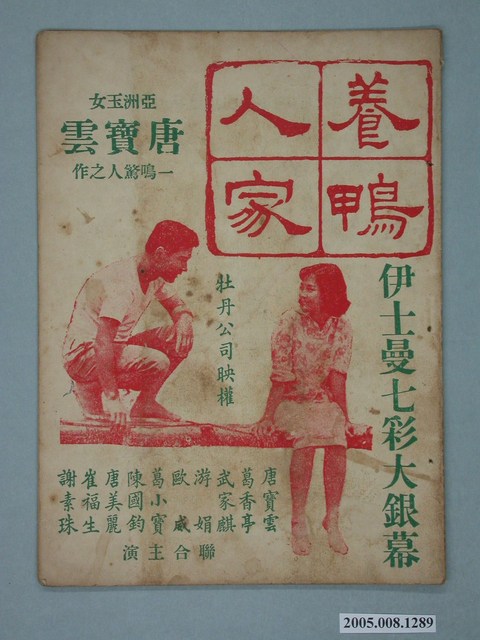 養鴨
人家
亞洲玉女
唐寶雲
一鳴驚人之作
伊士曼七彩大銀幕
牡丹公司映權
唐寶雲
葛香亭
武家麒
游娟
歐威
葛小寶
陳國鈞
唐美麗
崔福生
謝素珠
聯合主演
2005.008.1289